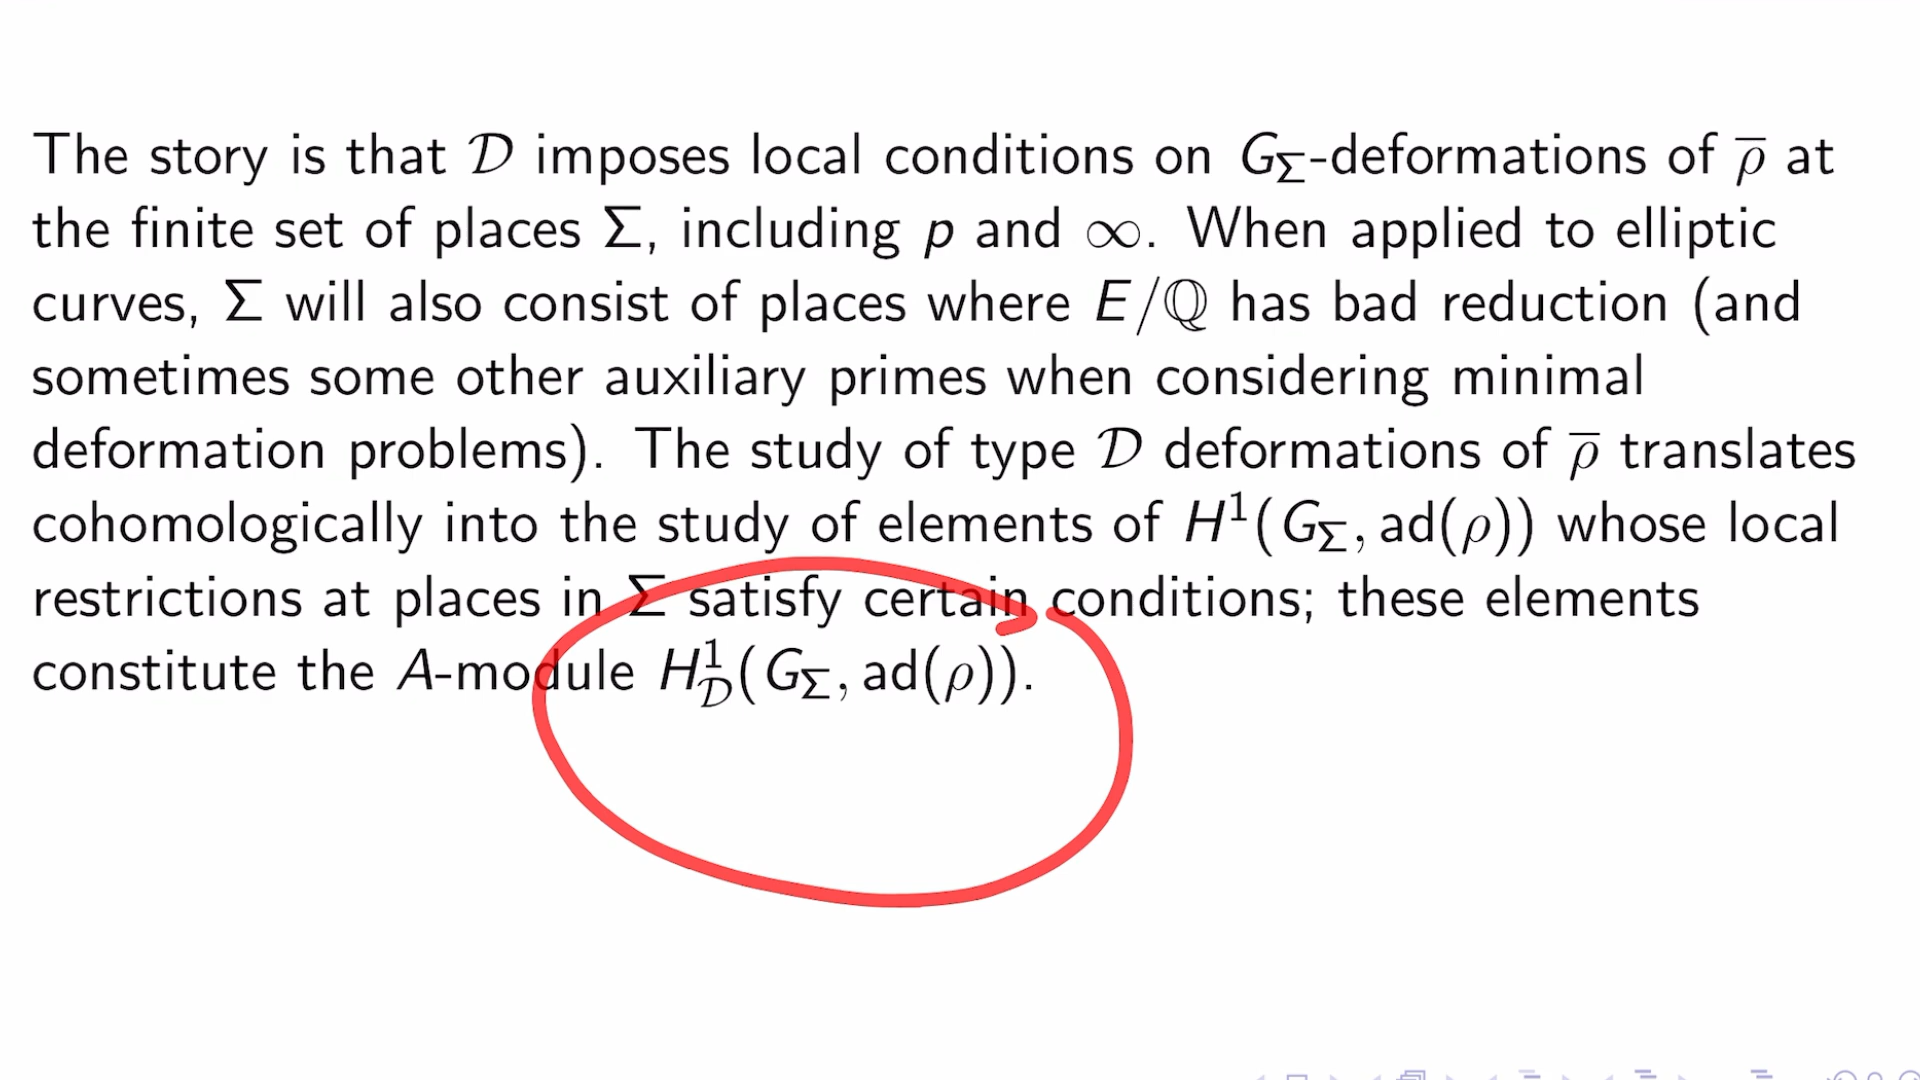 The story is that 𝒟 imposes local conditions on G_Σ-deformations of ρ̅ at
the finite set of places Σ, including p and ∞. When applied to elliptic
curves, Σ will also consist of places where E/ℚ has bad reduction (and
sometimes some other auxiliary primes when considering minimal
deformation problems). The study of type 𝒟 deformations of ρ̅ translates
cohomologically into the study of elements of H¹(G_Σ, ad(ρ)) whose local
restrictions at places in Σ satisfy certain conditions; these elements
constitute the A-module H¹_𝒟(G_Σ, ad(ρ)).